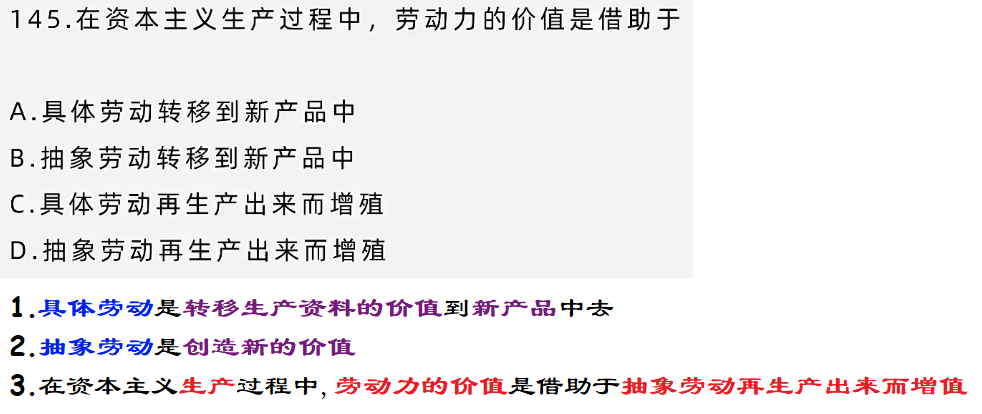 145.在资本主义生产过程中，劳动力的价值是借助于
A.具体劳动转移到新产品中
B.抽象劳动转移到新产品中
C.具体劳动再生产出来而增殖
D.抽象劳动再生产出来而增殖
1.具体劳动是转移生产资料的价值到新产品中去
2.抽象劳动是创造新的价值
3.在资本主义生产过程中,劳动力的价值是借助于抽象劳动再生产出来而增值